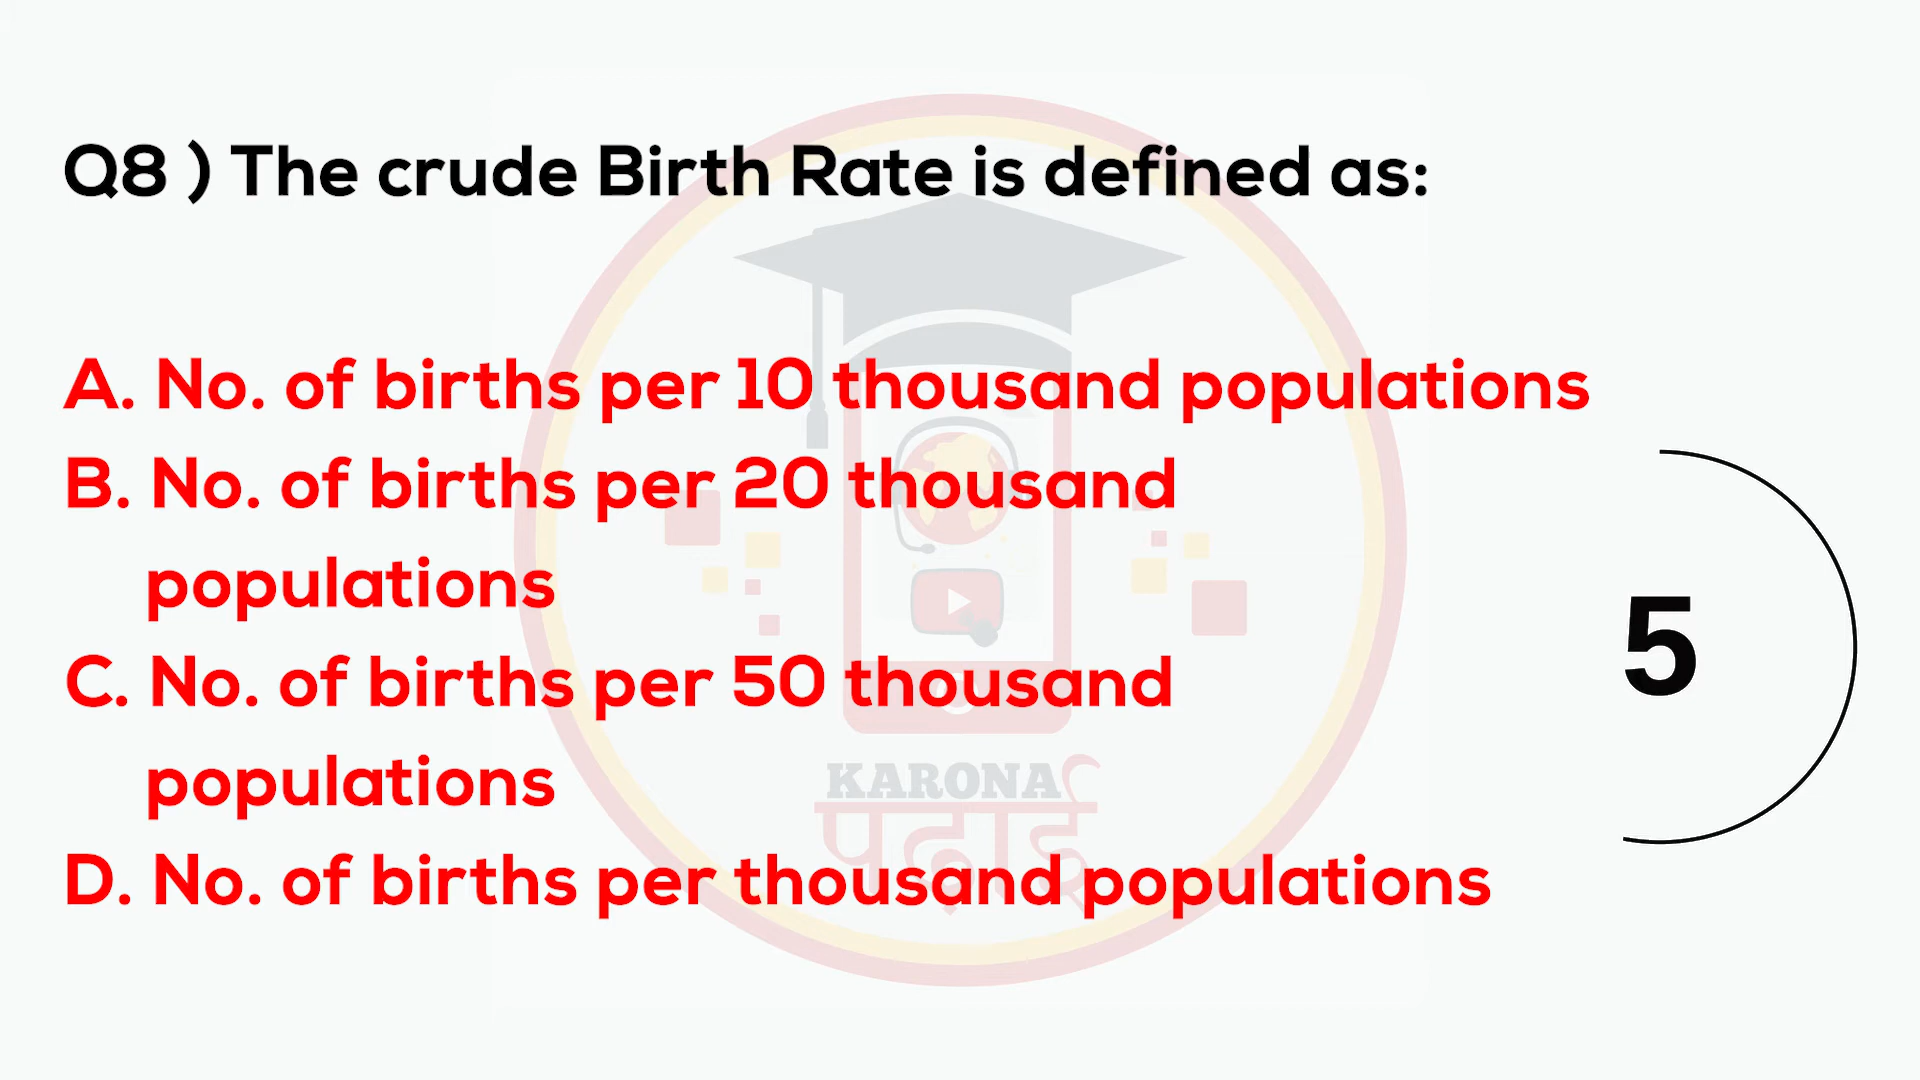 Q8 ) The crude Birth Rate is defined as:
A. No. of births per 10 thousand populations
B. No. of births per 20 thousand
populations
C. No. of births per 50 thousand
populations
D. No. of births per thousand populations
5
KARONA
पढाई